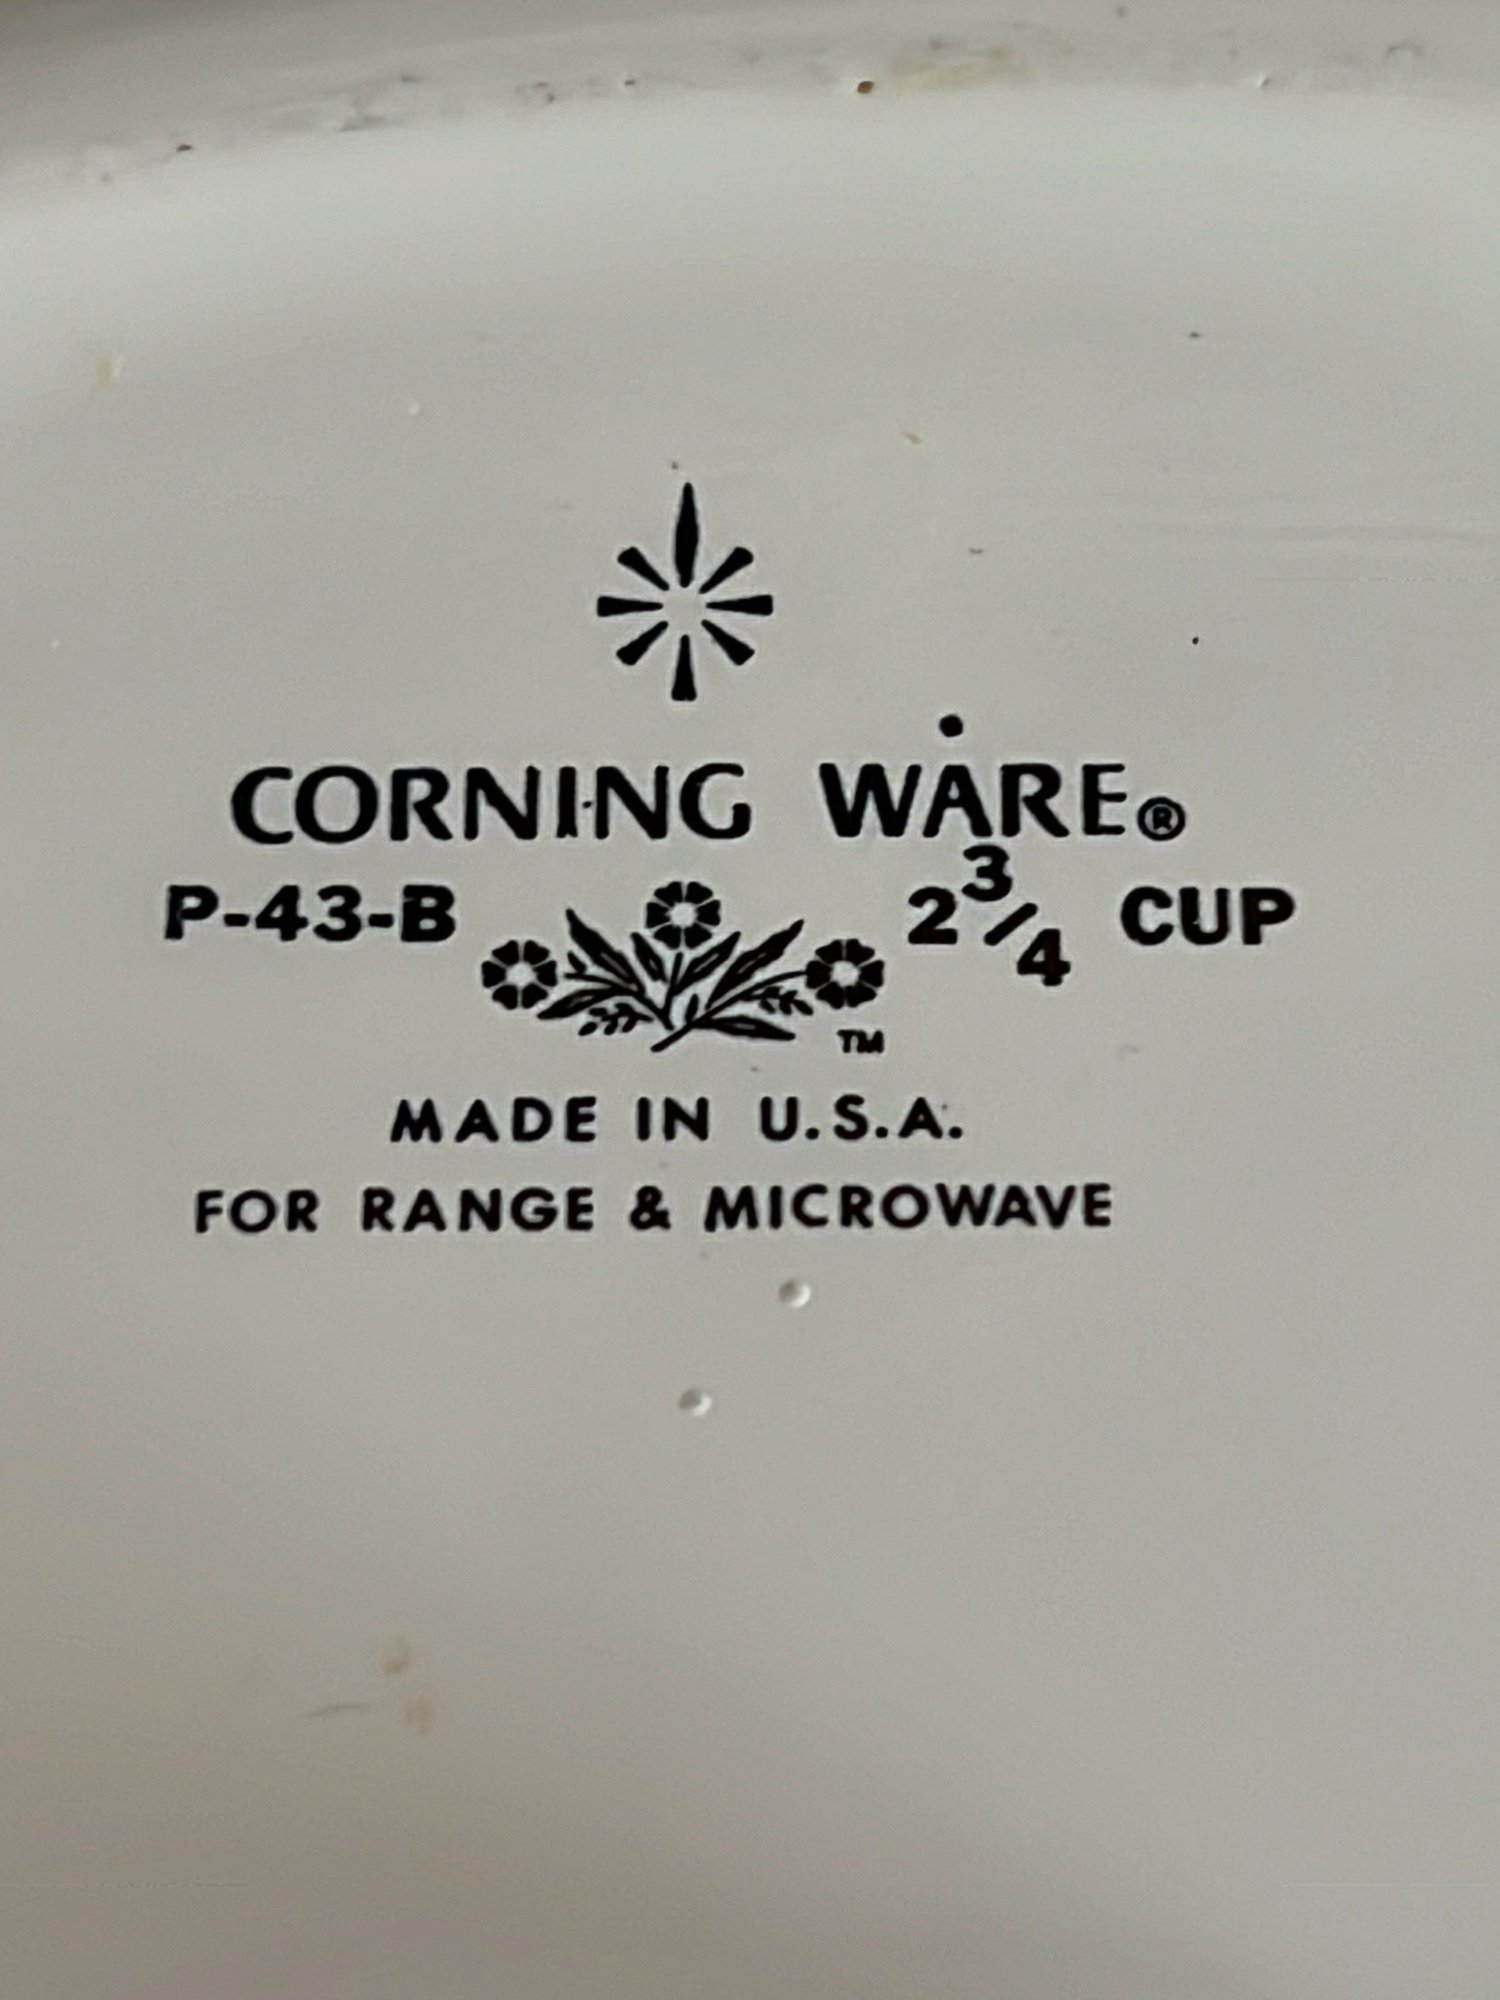 CORNING WARE®
P-43-B 2 3/4 CUP
TM
MADE IN U.S.A.
FOR RANGE & MICROWAVE